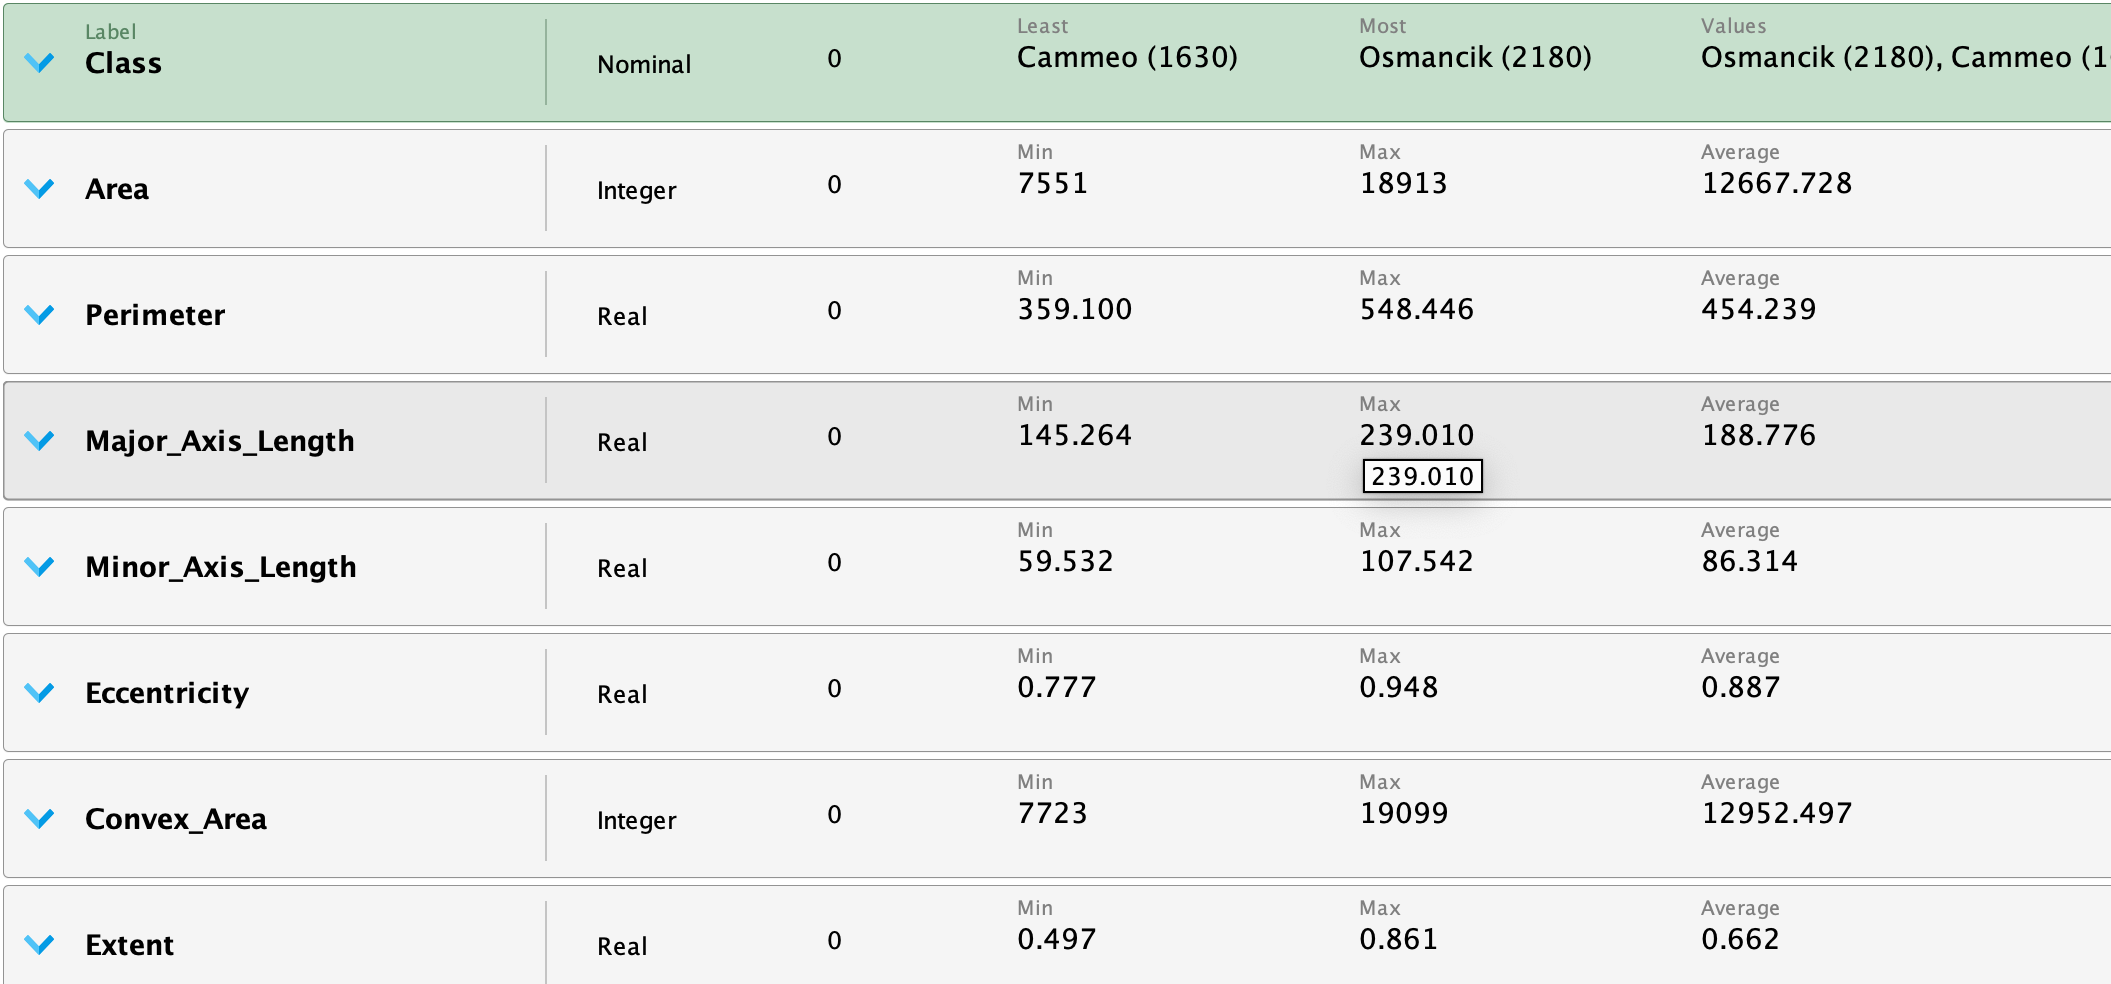 Label
Class
Nominal
0
Least
Cammeo (1630)
Most
Osmancik (2180)
Values
Osmancik (2180), Cammeo (1
Area
Integer
0
Min
7551
Max
18913
Average
12667.728
Perimeter
Real
0
Min
359.100
Max
548.446
Average
454.239
Major_Axis_Length
Real
0
Min
145.264
Max
239.010
239.010
Average
188.776
Minor_Axis_Length
Real
0
Min
59.532
Max
107.542
Average
86.314
Eccentricity
Real
0
Min
0.777
Max
0.948
Average
0.887
Convex_Area
Integer
0
Min
7723
Max
19099
Average
12952.497
Extent
Real
0
Min
0.497
Max
0.861
Average
0.662